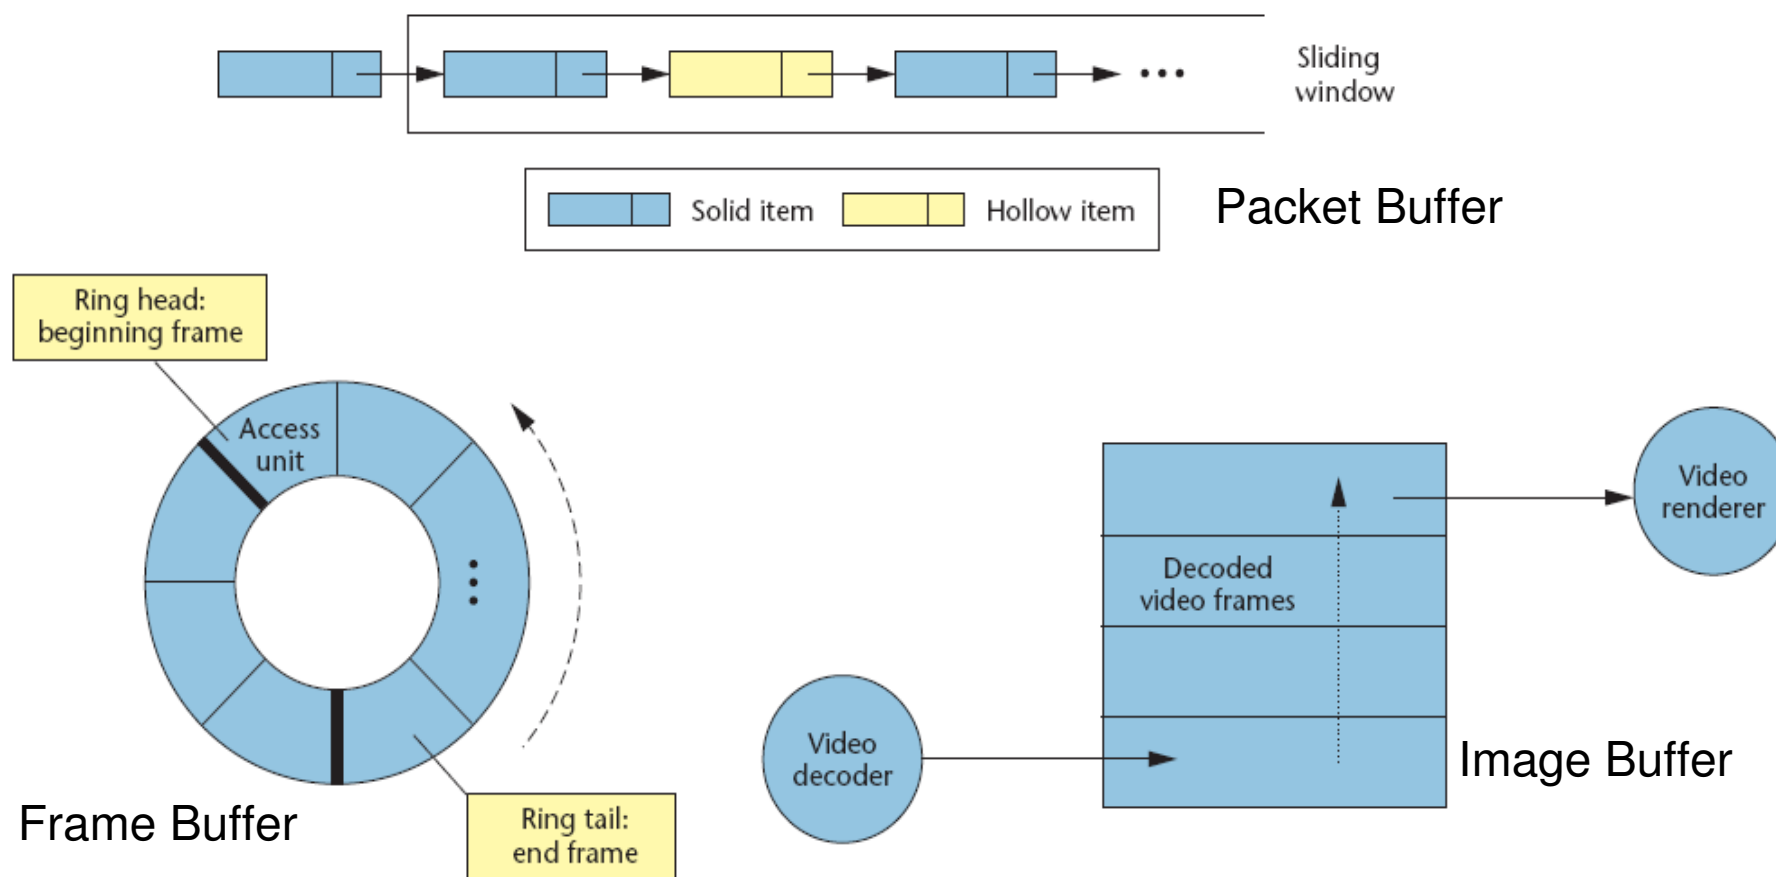 Sliding
window
Solid item
Hollow item
Packet Buffer
Ring head:
beginning frame
Access
unit
Video
renderer
Decoded
video frames
Video
decoder
Image Buffer
Frame Buffer
Ring tail:
end frame